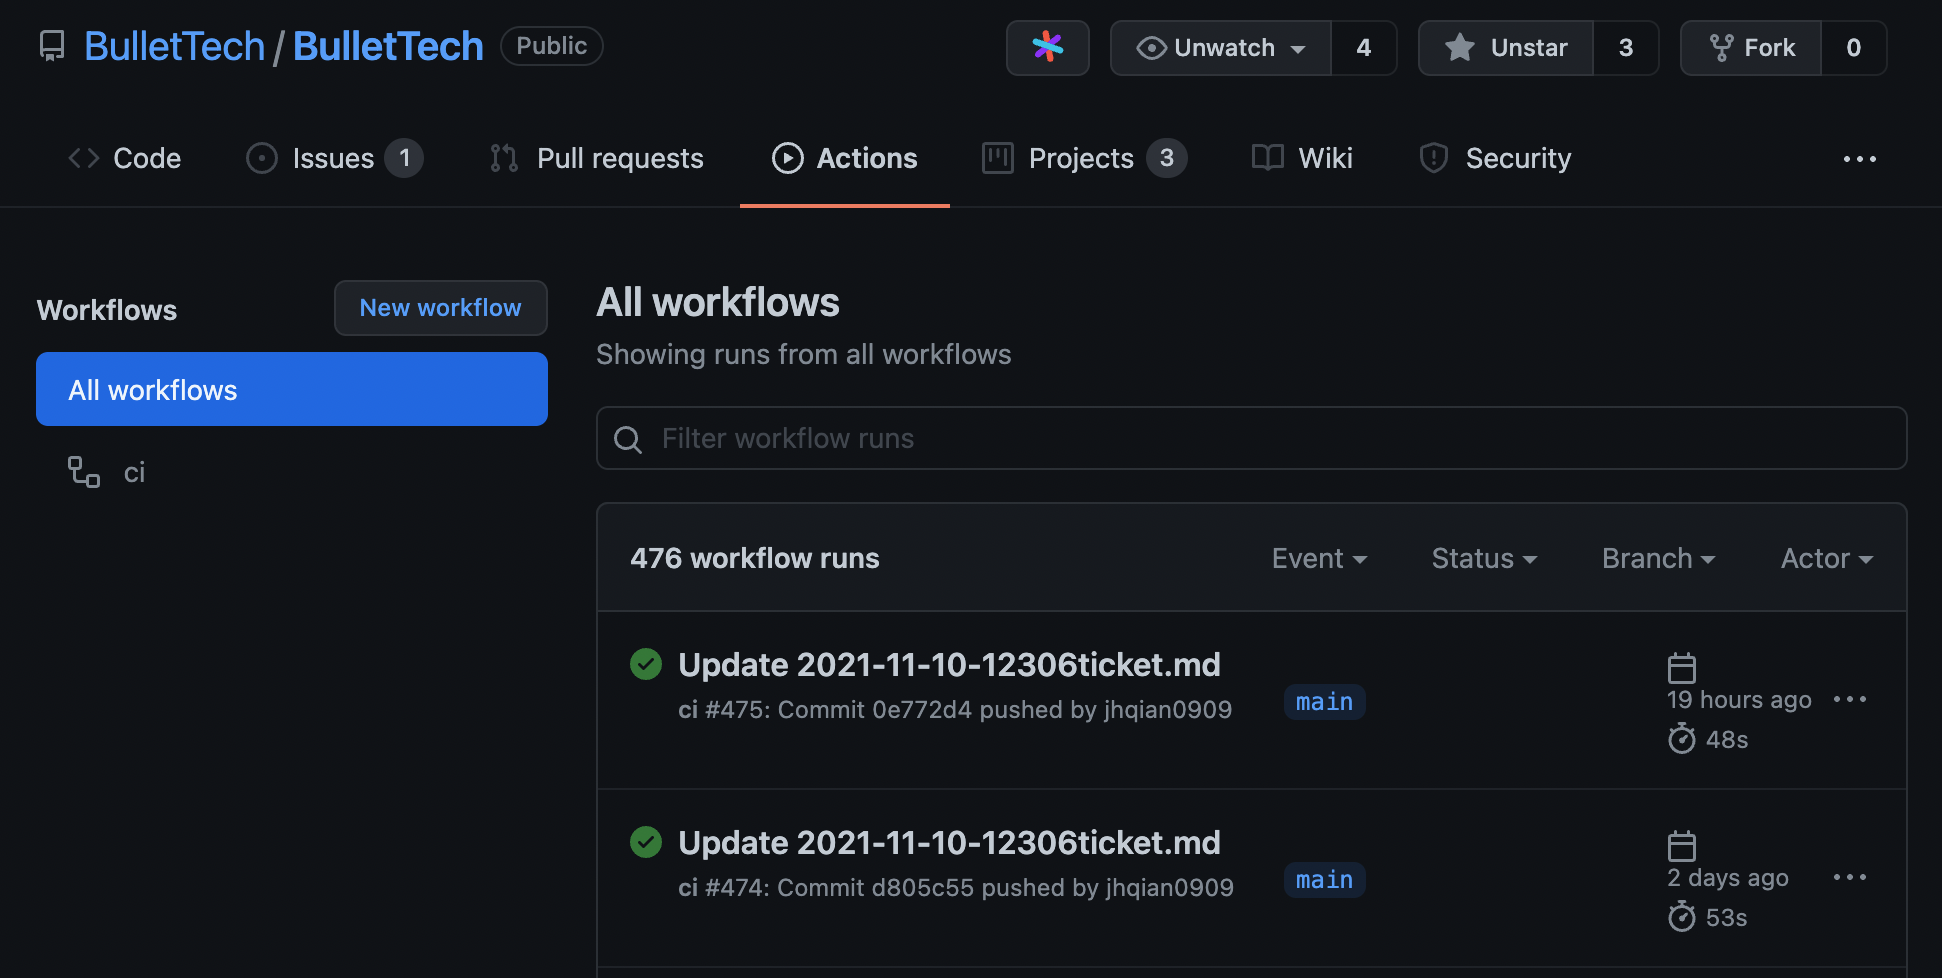 BulletTech / BulletTech Public Unwatch 4 Unstar 3 Fork 0
Code Issues 1 Pull requests Actions Projects 3 Wiki Security
Workflows New workflow
All workflows
ci
All workflows
Showing runs from all workflows
Filter workflow runs
476 workflow runs Event Status Branch Actor
Update 2021-11-10-12306ticket.md
ci #475: Commit 0e772d4 pushed by jhqian0909
main
19 hours ago
48s
Update 2021-11-10-12306ticket.md
ci #474: Commit d805c55 pushed by jhqian0909
main
2 days ago
53s